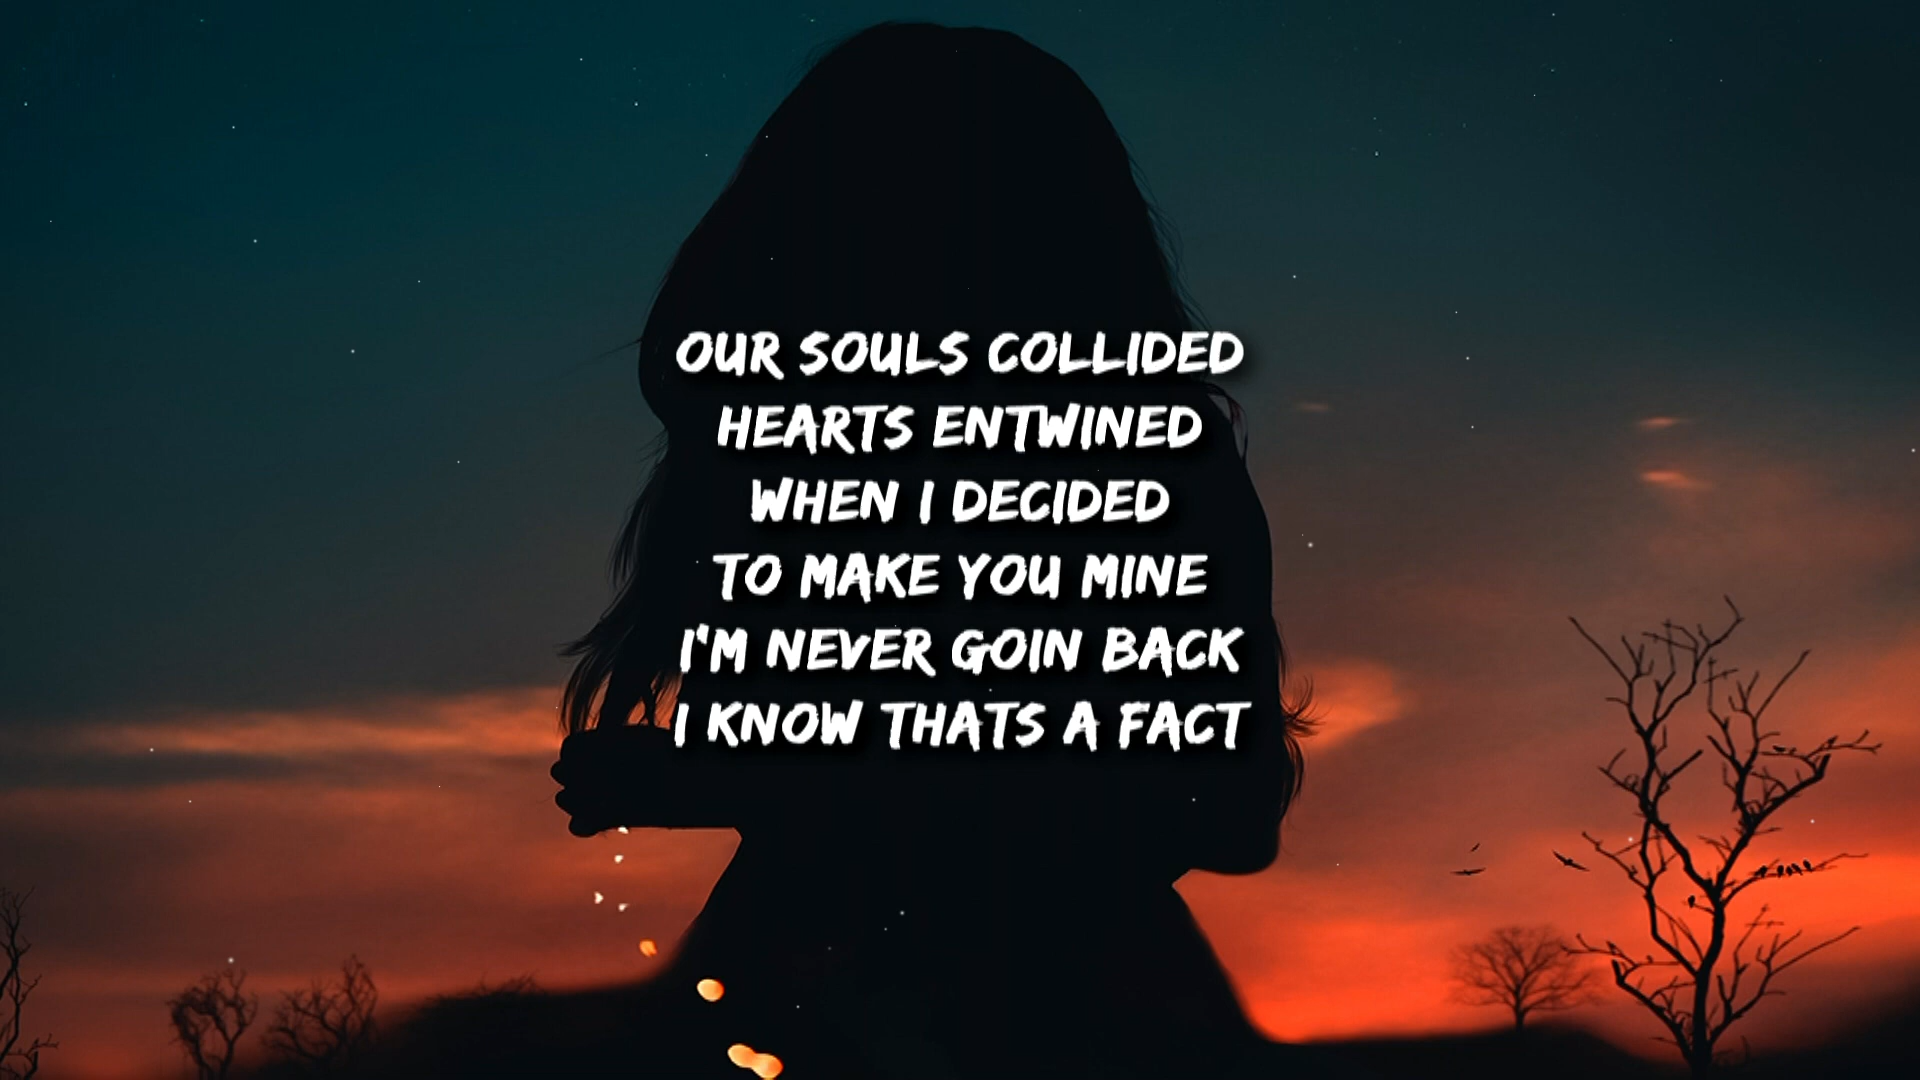 OUR SOULS COLLIDED
HEARTS ENTWINED
WHEN I DECIDED
TO MAKE YOU MINE
I'M NEVER GOIN BACK
I KNOW THATS A FACT